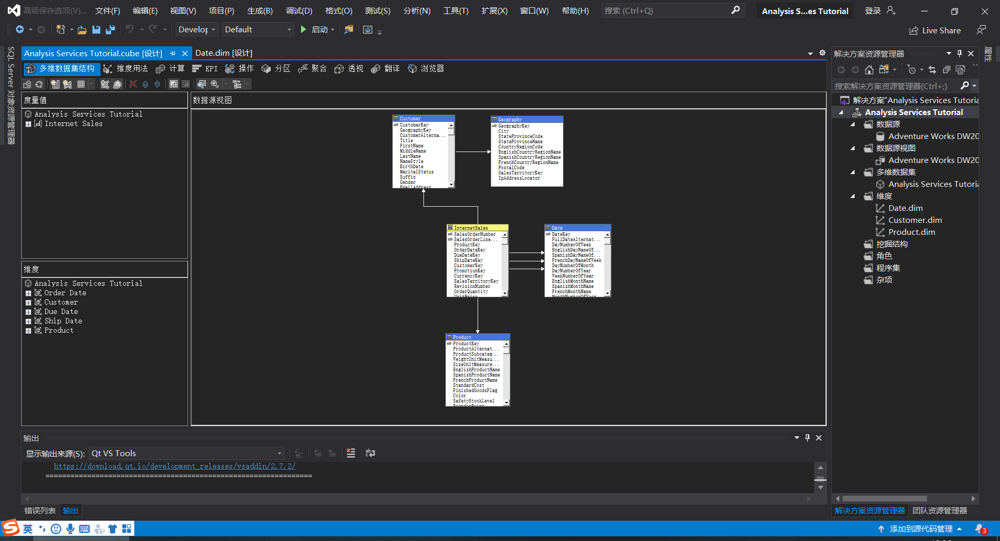 高级保存选项(V)... 文件(F) 编辑(E) 视图(V) 项目(P) 生成(B) 调试(D) 格式(O) 测试(S) 分析(N) 工具(T) 扩展(X) 窗口(W) 帮助(H) 搜索 (Ctrl+Q) Analysis S...es Tutorial 登录
Develop Default 启动 Live Share
SQL Server 对象资源管理器
Analysis Services Tutorial.cube [设计] Date.dim [设计]
多维数据集结构 维度用法 计算 KPI 操作 分区 聚合 透视 翻译 浏览器
度量值
Analysis Services Tutorial
Internet Sales
维度
Analysis Services Tutorial
Order Date
Customer
Due Date
Ship Date
Product
数据源视图
Customer
CustomerKey
GeographyKey
CustomerAlterna...
Title
FirstName
MiddleName
LastName
NameStyle
BirthDate
MaritalStatus
Suffix
Gender
EmailAddress
Geography
GeographyKey
City
StateProvinceCode
StateProvinceName
CountryRegionCode
EnglishCountryRegionName
SpanishCountryRegionName
FrenchCountryRegionName
PostalCode
SalesTerritoryKey
IpAddressLocator
InternetSales
SalesOrderNumber
SalesOrderLine...
ProductKey
OrderDateKey
DueDateKey
ShipDateKey
CustomerKey
PromotionKey
CurrencyKey
SalesTerritoryKey
RevisionNumber
OrderQuantity
UnitPrice
Date
DateKey
FullDateAlternat...
DayNumberOfWeek
EnglishDayNameOf...
SpanishDayNameOf...
FrenchDayNameOfWeek
DayNumberOfMonth
DayNumberOfYear
WeekNumberOfYear
EnglishMonthName
SpanishMonthName
FrenchMonthName
MonthNumberOfYear
Product
ProductKey
ProductAlternat...
ProductSubcateg...
WeightUnitMeasu...
SizeUnitMeasure...
EnglishProductName
SpanishProductName
FrenchProductName
StandardCost
FinishedGoodsFlag
Color
SafetyStockLevel
ReorderPoint
解决方案资源管理器
搜索解决方案资源管理器(Ctrl+;)
解决方案"Analysis Services Tutoria
Analysis Services Tutorial
数据源
Adventure Works DW20
数据源视图
Adventure Works DW20
多维数据集
Analysis Services Tutoria
维度
Date.dim
Customer.dim
Product.dim
挖掘结构
角色
程序集
杂项
属性
输出
显示输出来源(S): Qt VS Tools
https://download.qt.io/development_releases/vsaddin/2.7.2/
================================================================
错误列表 输出
解决方案资源管理器 团队资源管理器
英 17 添加到源代码管理 3